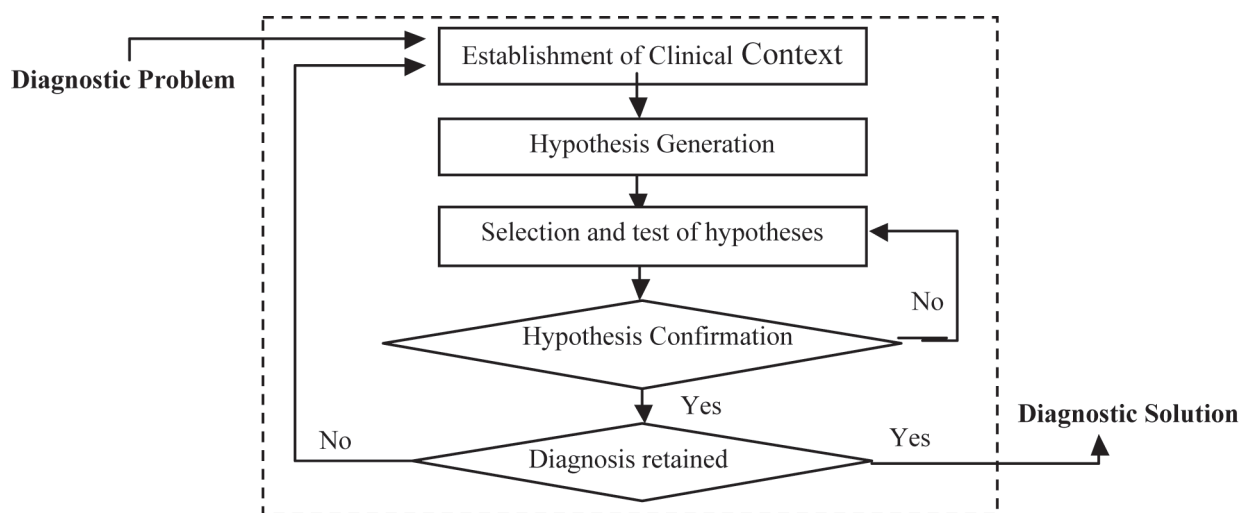 Establishment of Clinical Context
Diagnostic Problem
Hypothesis Generation
Selection and test of hypotheses
No
Hypothesis Confirmation
Yes
Diagnostic Solution
No
Yes
Diagnosis retained